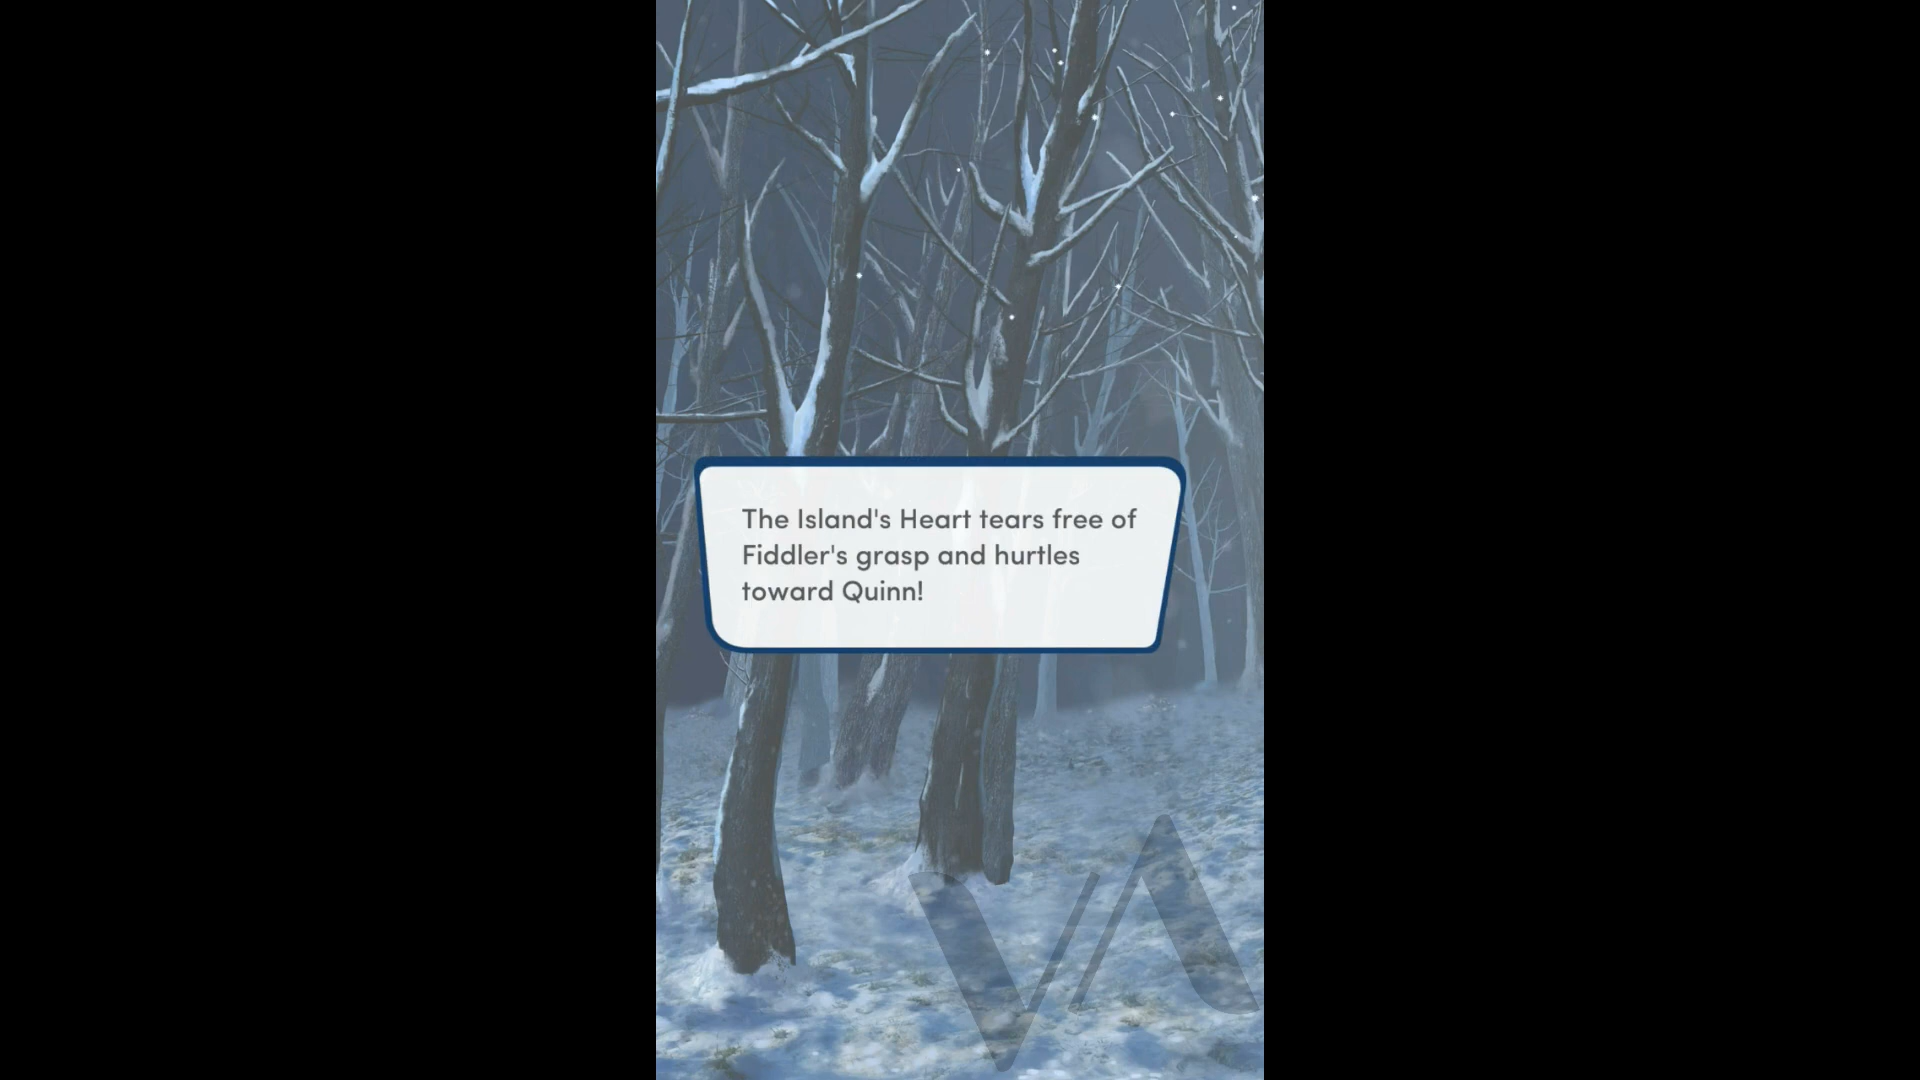 The Island's Heart tears free of
Fiddler's grasp and hurtles
toward Quinn!